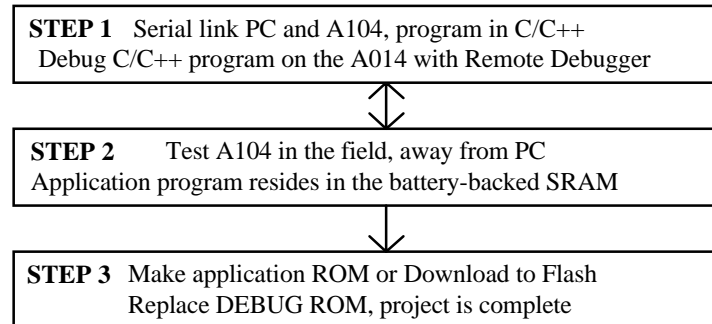 STEP 1 Serial link PC and A104, program in C/C++
Debug C/C++ program on the A014 with Remote Debugger
STEP 2 Test A104 in the field, away from PC
Application program resides in the battery-backed SRAM
STEP 3 Make application ROM or Download to Flash
Replace DEBUG ROM, project is complete